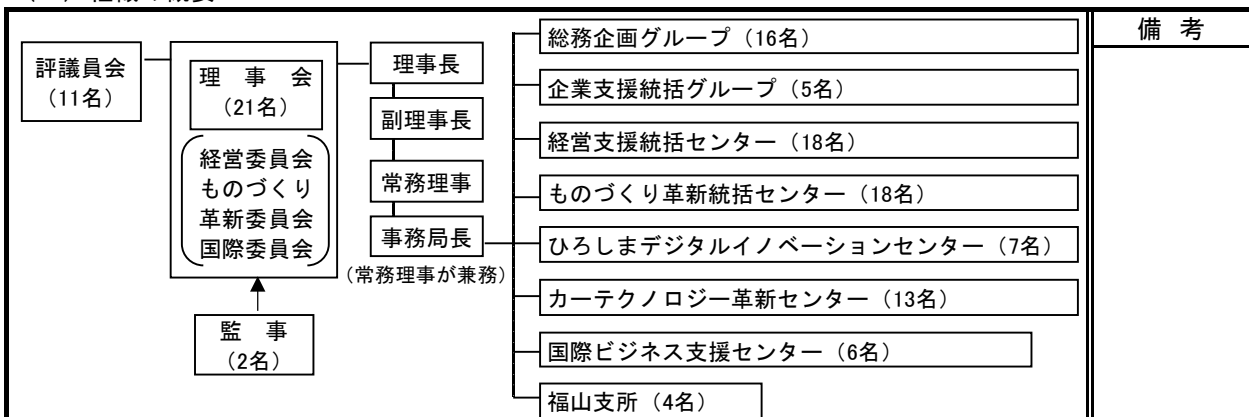 評議員会
（11名）
理　事　会
（21名）
経営委員会
ものづくり
革新委員会
国際委員会
監　事
（2名）
理事長
副理事長
常務理事
事務局長
（常務理事が兼務）
総務企画グループ（16名）
企業支援統括グループ（5名）
経営支援統括センター（18名）
ものづくり革新統括センター（18名）
ひろしまデジタルイノベーションセンター（7名）
カーテクノロジー革新センター（13名）
国際ビジネス支援センター（6名）
福山支所（4名）
備　考